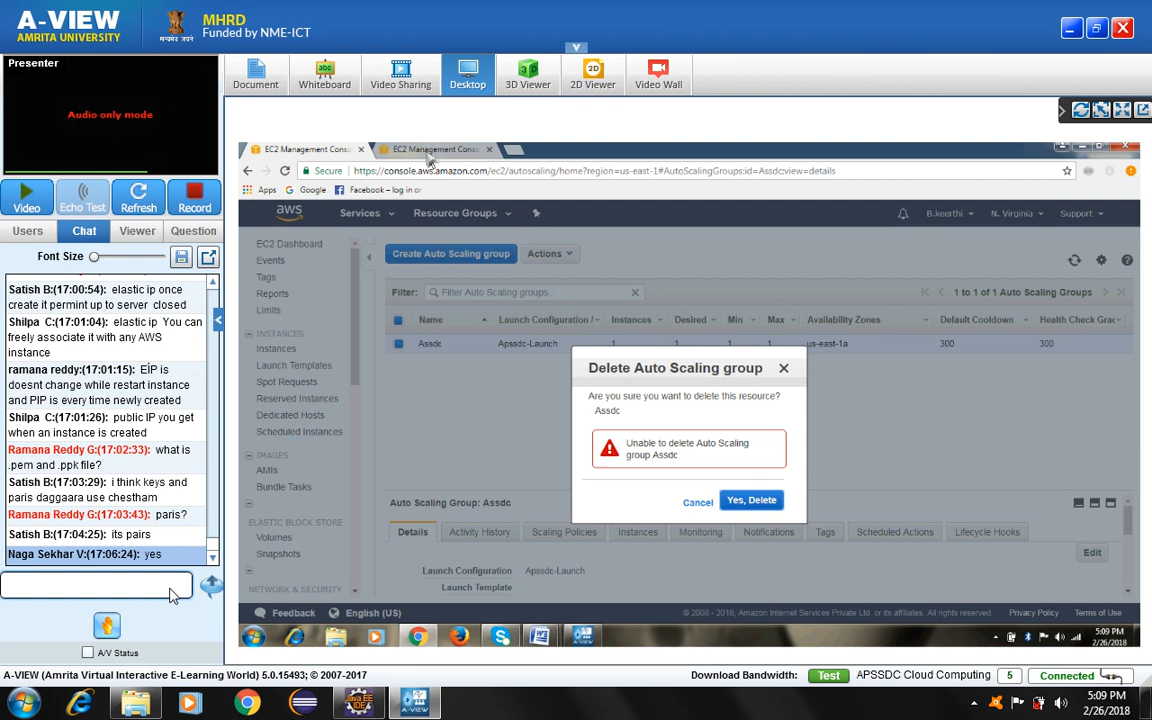 A-VIEW
AMRITA UNIVERSITY
MHRD
Funded by NME-ICT
Presenter
Audio only mode
Document
Whiteboard
Video Sharing
Desktop
3D Viewer
2D Viewer
Video Wall
Video
Echo Test
Refresh
Record
Users
Chat
Viewer
Question
Font Size
Satish B:(17:00:54): elastic ip once
create it permint up to server closed
Shilpa C:(17:01:04): elastic ip You can
freely associate it with any AWS
instance
ramana reddy:(17:01:15): EIP is
doesnt change while restart instance
and PIP is every time newly created
Shilpa C:(17:01:26): public IP you get
when an instance is created
Ramana Reddy G:(17:02:33): what is
.pem and .ppk file?
Satish B:(17:03:29): i think keys and
paris daggaara use chestham
Ramana Reddy G:(17:03:43): paris?
Satish B:(17:04:25): its pairs
Naga Sekhar V:(17:06:24): yes
A/V Status
EC2 Management Conso
EC2 Management Conso
Secure
https://console.aws.amazon.com/ec2/autoscaling/home?region=us-east-1#AutoScalingGroups:id=Assdc;view=details
Apps
Google
Facebook – log in or
aws
Services
Resource Groups
B.keerthi
N. Virginia
Support
EC2 Dashboard
Events
Tags
Reports
Limits
INSTANCES
Instances
Launch Templates
Spot Requests
Reserved Instances
Dedicated Hosts
Scheduled Instances
IMAGES
AMIs
Bundle Tasks
ELASTIC BLOCK STORE
Volumes
Snapshots
NETWORK & SECURITY
Create Auto Scaling group
Actions
Filter:
Filter Auto Scaling groups...
1 to 1 of 1 Auto Scaling Groups
Name
Launch Configuration /
Instances
Desired
Min
Max
Availability Zones
Default Cooldown
Health Check Grac
Assdc
Apssdc-Launch
1
1
1
1
us-east-1a
300
300
Delete Auto Scaling group
Are you sure you want to delete this resource?
Assdc
Unable to delete Auto Scaling
group Assdc
Cancel
Yes, Delete
Auto Scaling Group: Assdc
Details
Activity History
Scaling Policies
Instances
Monitoring
Notifications
Tags
Scheduled Actions
Lifecycle Hooks
Edit
Launch Configuration
Apssdc-Launch
Launch Template
Feedback
English (US)
© 2008 - 2018, Amazon Internet Services Private Ltd. or its affiliates. All rights reserved.
Privacy Policy
Terms of Use
5:09 PM
2/26/2018
A-VIEW (Amrita Virtual Interactive E-Learning World) 5.0.15493; © 2007-2017
Download Bandwidth:
Test
APSSDC Cloud Computing
5
Connected
5:09 PM
2/26/2018